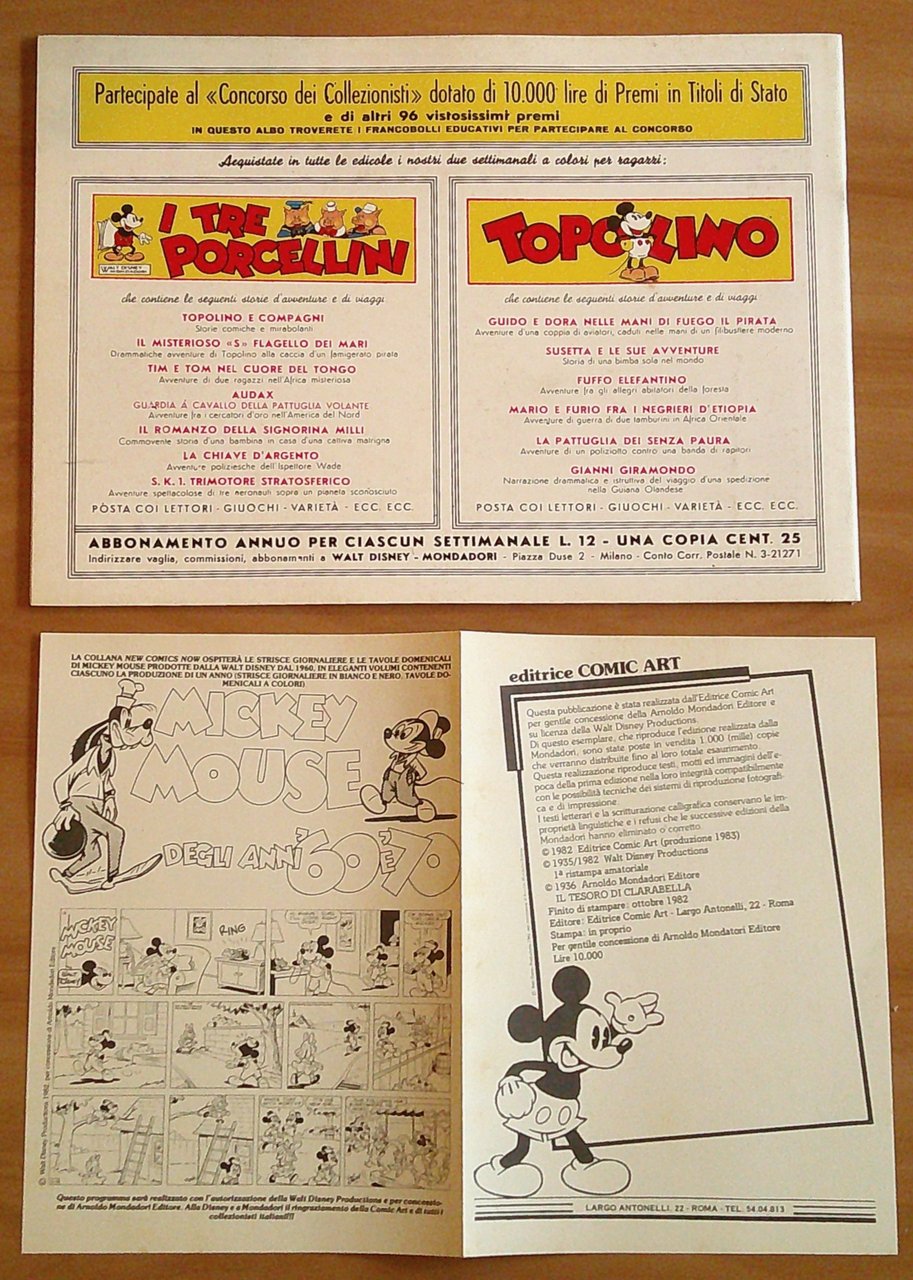 Partecipate al «Concorso dei Collezionisti» dotato di 10.000 lire di Premi in Titoli di Stato
e di altri 96 vistosissimi premi
IN QUESTO ALBO TROVERETE I FRANCOBOLLI EDUCATIVI PER PARTECIPARE AL CONCORSO
Acquistate in tutte le edicole i nostri due settimanali a colori per ragazzi:
I TRE
PORCELLINI
WALT DISNEY
che contiene le seguenti storie d'avventure e di viaggi
TOPOLINO E COMPAGNI
Storie comiche e mirabolanti
IL MISTERIOSO «S» FLAGELLO DEI MARI
Drammatiche avventure di Topolino alla caccia d'un famigerato pirata
TIM E TOM NEL CUORE DEL TONGO
Avventure di due ragazzi nell'Africa misteriosa
AUDAX
GUARDIA A CAVALLO DELLA PATTUGLIA VOLANTE
Avventure fra i cercatori d'oro nell'America del Nord
IL ROMANZO DELLA SIGNORINA MILLI
Commovente storia d'una bambina in casa d'una cattiva matrigna
LA CHIAVE D'ARGENTO
Avventure poliziesche dell'Ispettore Wade
S. K. 1. TRIMOTORE STRATOSFERICO
Avventure spettacolose di tre aeronauti sopra un pianeta sconosciuto
POSTA COI LETTORI - GIUOCHI - VARIETÀ - ECC. ECC.
TOPOLINO
che contiene le seguenti storie d'avventure e di viaggi
GUIDO E DORA NELLE MANI DI FUEGO IL PIRATA
Avventure d'una coppia di aviatori, caduti nelle mani di un filibustiere moderno
SUSETTA E LE SUE AVVENTURE
Storia di una bimba sola nel mondo
FUFFO ELEFANTINO
Avventure fra gli allegri abitatori della foresta
MARIO E FURIO FRA I NEGRIERI D'ETIOPIA
Avventure di guerra di due tamburini in Africa Orientale
LA PATTUGLIA DEI SENZA PAURA
Avventure di un poliziotto contro una banda di rapitori
GIANNI GIRAMONDO
Narrazione drammatica e istruttiva del viaggio d'una spedizione
nella Guiana Olandese
POSTA COI LETTORI - GIUOCHI - VARIETÀ - ECC. ECC.
ABBONAMENTO ANNUO PER CIASCUN SETTIMANALE L. 12 - UNA COPIA CENT. 25
Indirizzare vaglia, commissioni, abbonamenti a WALT DISNEY - MONDADORI - Piazza Duse 2 - Milano - Conto Corr. Postale N. 3-21271
LA COLLANA NEW COMICS NOW OSPITERÀ LE STRISCE GIORNALIERE E LE TAVOLE DOMENICALI
DI MICKEY MOUSE PRODOTTE DALLA WALT DISNEY DAL 1960, IN ELEGANTI VOLUMI CONTENENTI
CIASCUNO LA PRODUZIONE DI UN ANNO (STRISCE GIORNALIERE IN BIANCO E NERO, TAVOLE DO-
MENICALI A COLORI)
MICKEY
MOUSE
DEGLI ANNI '60 E '70
MICKEY
MOUSE
WALT
DISNEY
RING
© Walt Disney Productions 1982 per concessione di Arnoldo Mondadori Editore
Questo programma sarà realizzato con l'autorizzazione della Walt Disney Productions e per concessio-
ne di Arnoldo Mondadori Editore. Alla Disney e a Mondadori il ringraziamento della Comic Art e di tutti i
collezionisti italiani!!!
editrice COMIC ART
Questa pubblicazione è stata realizzata dall'Editrice Comic Art
per gentile concessione della Arnoldo Mondadori Editore e
su licenza della Walt Disney Productions.
Di questo esemplare, che riproduce l'edizione realizzata dalla
Mondadori, sono state poste in vendita 1.000 (mille) copie
che verranno distribuite fino al loro totale esaurimento.
Questa realizzazione riproduce testi, motti ed immagini dell'e-
poca della prima edizione nella loro integrità compatibilmente
con le possibilità tecniche dei sistemi di riproduzione fotografi-
ca e di impressione.
I testi letterari e la scritturazione calligrafica conservano le im-
proprietà linguistiche e i refusi che le successive edizioni della
Mondadori hanno eliminato o corretto.
© 1982 Editrice Comic Art (produzione 1983)
© 1935/1982 Walt Disney Productions
1ª ristampa amatoriale
© 1936 Arnoldo Mondadori Editore
IL TESORO DI CLARABELLA
Finito di stampare: ottobre 1982
Editore: Editrice Comic Art - Largo Antonelli, 22 - Roma
Stampa: in proprio
Per gentile concessione di Arnoldo Mondatori Editore
Lire 10.000
LARGO ANTONELLI, 22 - ROMA - TEL. 54.04.813